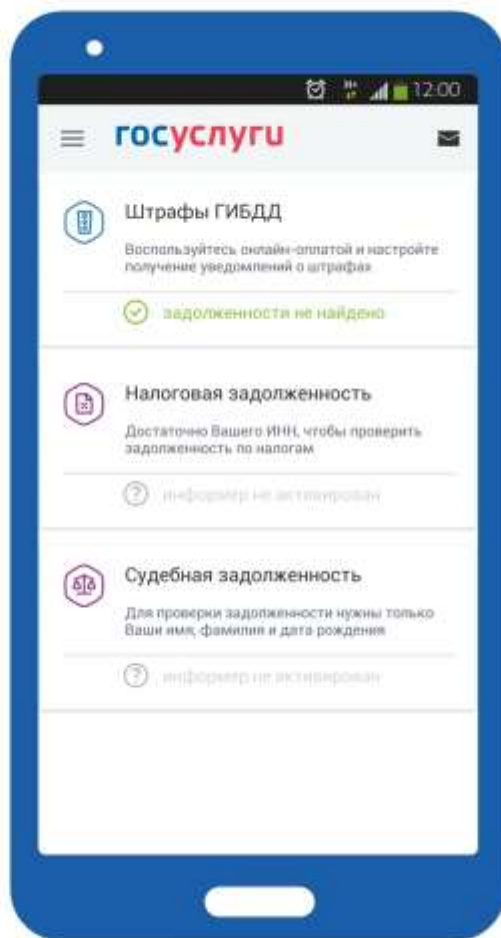 H+ 12:00
госуслуги
Штрафы ГИБДД
Воспользуйтесь онлайн-оплатой и настройте
получение уведомлений о штрафах
задолженности не найдено
Налоговая задолженность
Достаточно Вашего ИНН, чтобы проверить
задолженность по налогам
информер не активирован
Судебная задолженность
Для проверки задолженности нужны только
Ваши имя, фамилия и дата рождения
информер не активирован